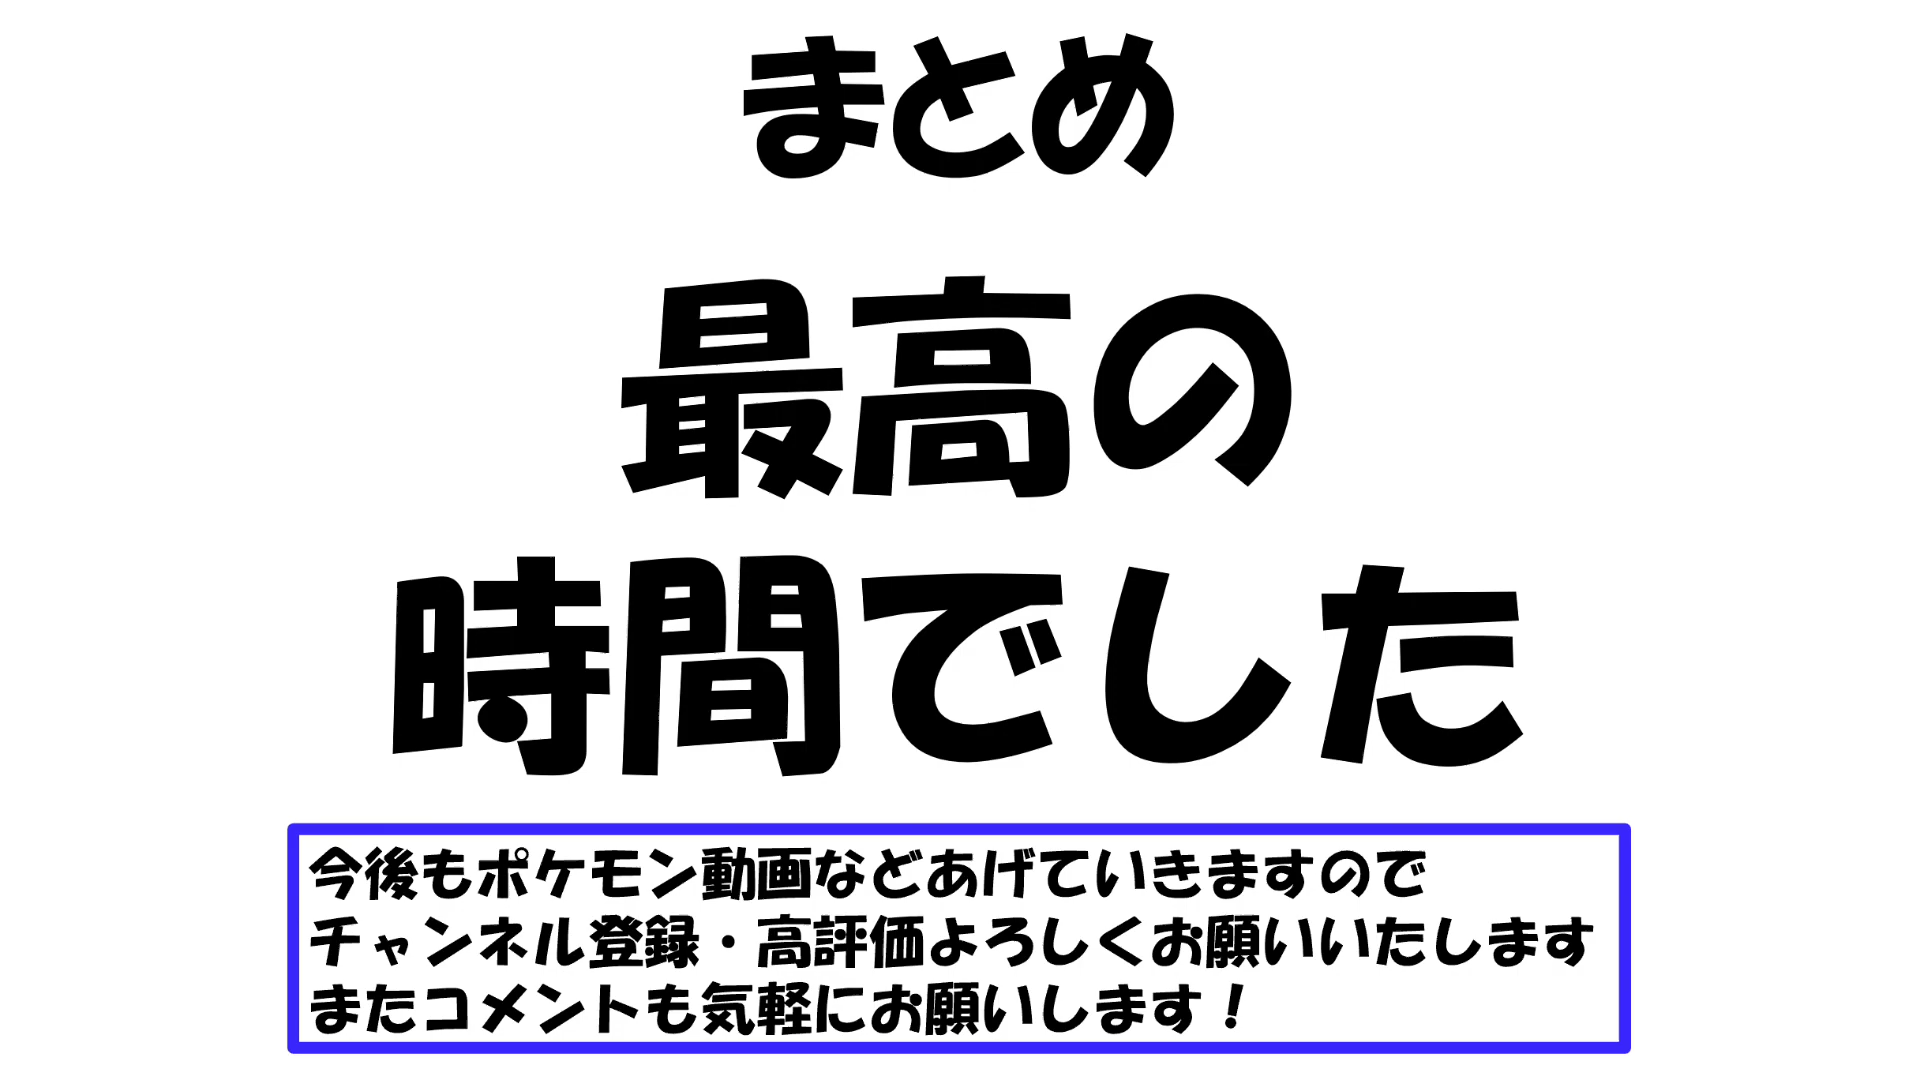 まとめ
最高の
時間でした
今後もポケモン動画などあげていきますので
チャンネル登録・高評価よろしくお願いいたします
またコメントも気軽にお願いします！